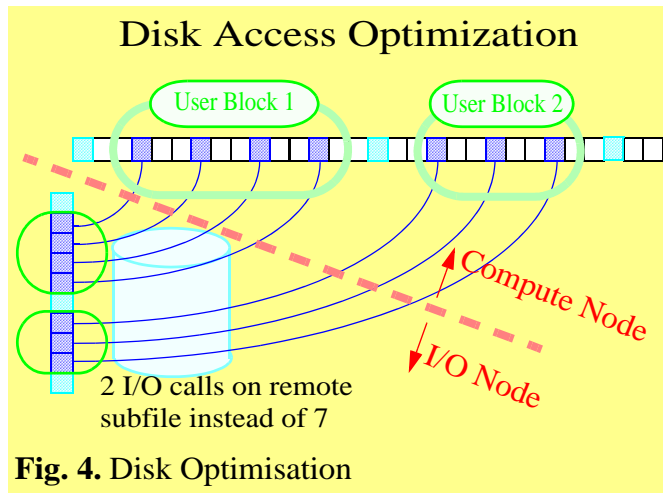 Disk Access Optimization
User Block 1
User Block 2
Compute Node
I/O Node
2 I/O calls on remote
subfile instead of 7
Fig. 4. Disk Optimisation